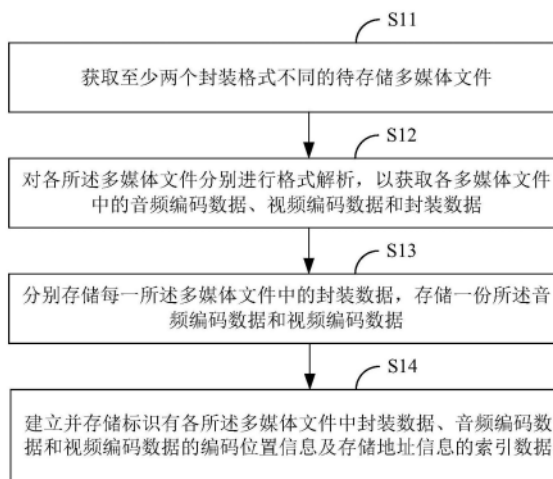 S11
获取至少两个封装格式不同的待存储多媒体文件
S12
对各所述多媒体文件分别进行格式解析，以获取各多媒体文件
中的音频编码数据、视频编码数据和封装数据
S13
分别存储每一所述多媒体文件中的封装数据，存储一份所述音
频编码数据和视频编码数据
S14
建立并存储标识有各所述多媒体文件中封装数据、音频编码数
据和视频编码数据的编码位置信息及存储地址信息的索引数据